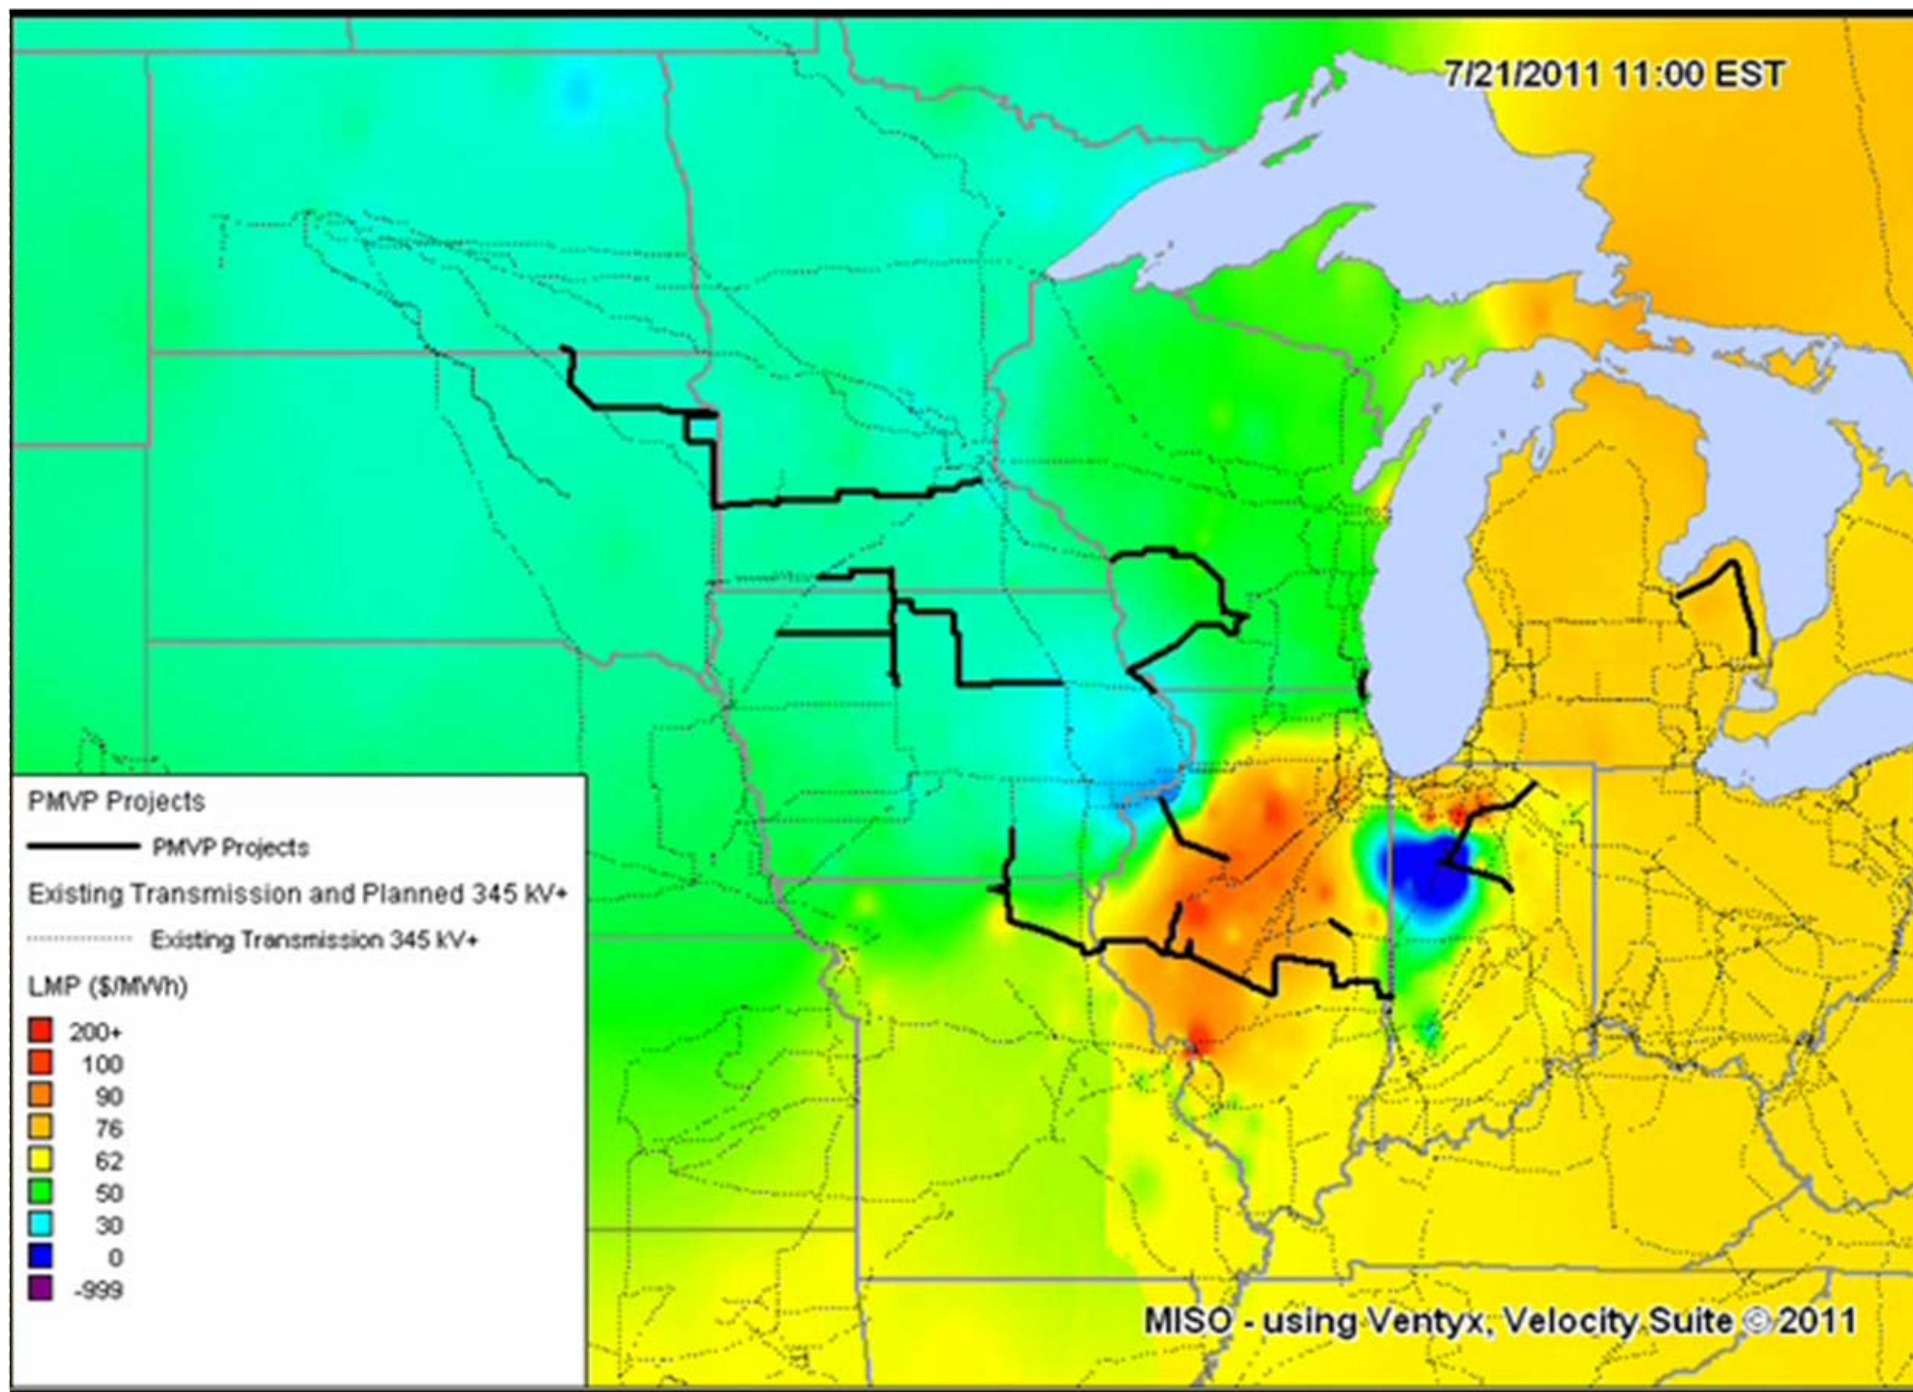 7/21/2011 11:00 EST
PMVP Projects
PMVP Projects
Existing Transmission and Planned 345 kV+
Existing Transmission 345 kV+
LMP ($/MWh)
200+
100
90
76
62
50
30
0
-999
MISO - using Ventyx, Velocity Suite © 2011